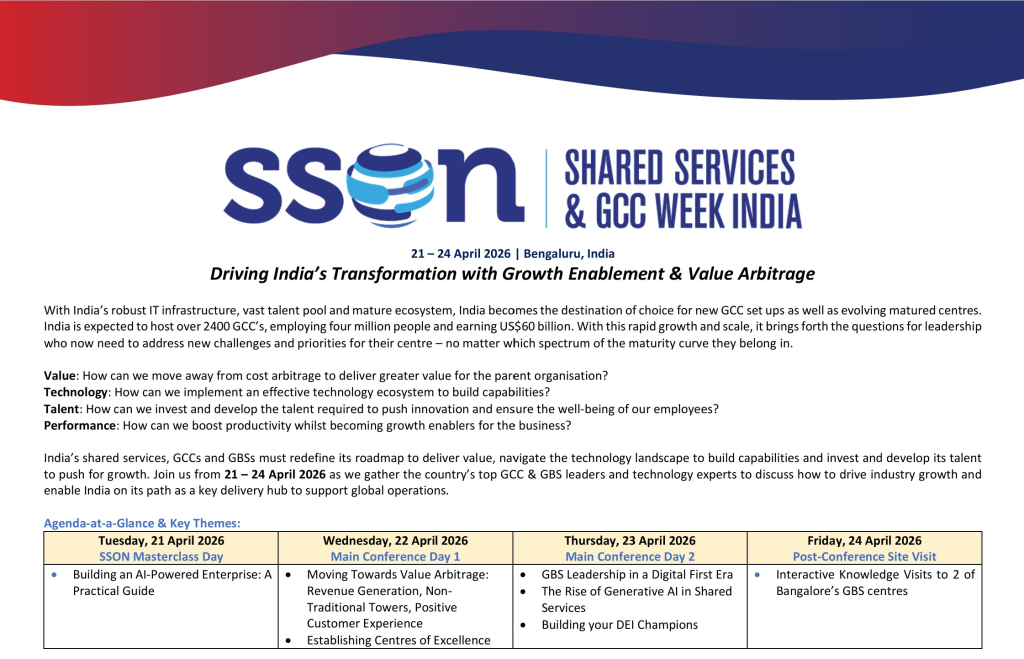 sson
SHARED SERVICES
& GCC WEEK INDIA
21 – 24 April 2026 | Bengaluru, India
Driving India's Transformation with Growth Enablement & Value Arbitrage
With India's robust IT infrastructure, vast talent pool and mature ecosystem, India becomes the destination of choice for new GCC set ups as well as evolving matured centres.
India is expected to host over 2400 GCC's, employing four million people and earning US$60 billion. With this rapid growth and scale, it brings forth the questions for leadership
who now need to address new challenges and priorities for their centre – no matter which spectrum of the maturity curve they belong in.
Value: How can we move away from cost arbitrage to deliver greater value for the parent organisation?
Technology: How can we implement an effective technology ecosystem to build capabilities?
Talent: How can we invest and develop the talent required to push innovation and ensure the well-being of our employees?
Performance: How can we boost productivity whilst becoming growth enablers for the business?
India's shared services, GCCs and GBSs must redefine its roadmap to deliver value, navigate the technology landscape to build capabilities and invest and develop its talent
to push for growth. Join us from 21 – 24 April 2026 as we gather the country's top GCC & GBS leaders and technology experts to discuss how to drive industry growth and
enable India on its path as a key delivery hub to support global operations.
Agenda-at-a-Glance & Key Themes:
Tuesday, 21 April 2026
SSON Masterclass Day
• Building an AI-Powered Enterprise: A
Practical Guide
Wednesday, 22 April 2026
Main Conference Day 1
• Moving Towards Value Arbitrage:
Revenue Generation, Non-
Traditional Towers, Positive
Customer Experience
• Establishing Centres of Excellence
Thursday, 23 April 2026
Main Conference Day 2
• GBS Leadership in a Digital First Era
• The Rise of Generative AI in Shared
Services
• Building your DEI Champions
Friday, 24 April 2026
Post-Conference Site Visit
• Interactive Knowledge Visits to 2 of
Bangalore's GBS centres